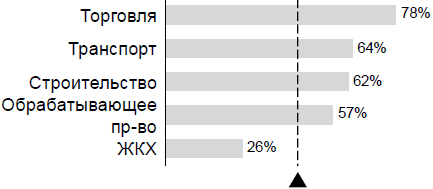 Торговля 78%
Транспорт 64%
Строительство 62%
Обрабатывающее
пр-во 57%
ЖКХ 26%